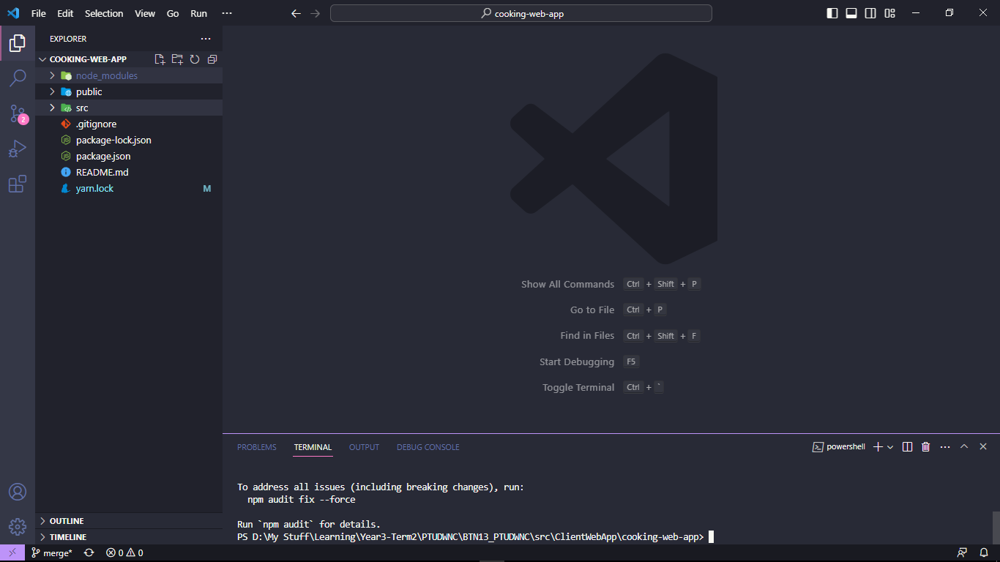 File Edit Selection View Go Run ···
cooking-web-app
EXPLORER
COOKING-WEB-APP
node_modules
public
src
.gitignore
package-lock.json
package.json
README.md
yarn.lock M
2
Show All Commands Ctrl + Shift + P
Go to File Ctrl + P
Find in Files Ctrl + Shift + F
Start Debugging F5
Toggle Terminal Ctrl + `
PROBLEMS TERMINAL OUTPUT DEBUG CONSOLE
powershell
To address all issues (including breaking changes), run:
npm audit fix --force
Run `npm audit` for details.
PS D:\My Stuff\Learning\Year3-Term2\PTUDWNC\BTN13_PTUDWNC\src\ClientWebApp\cooking-web-app>
OUTLINE
TIMELINE
merge* 0 0